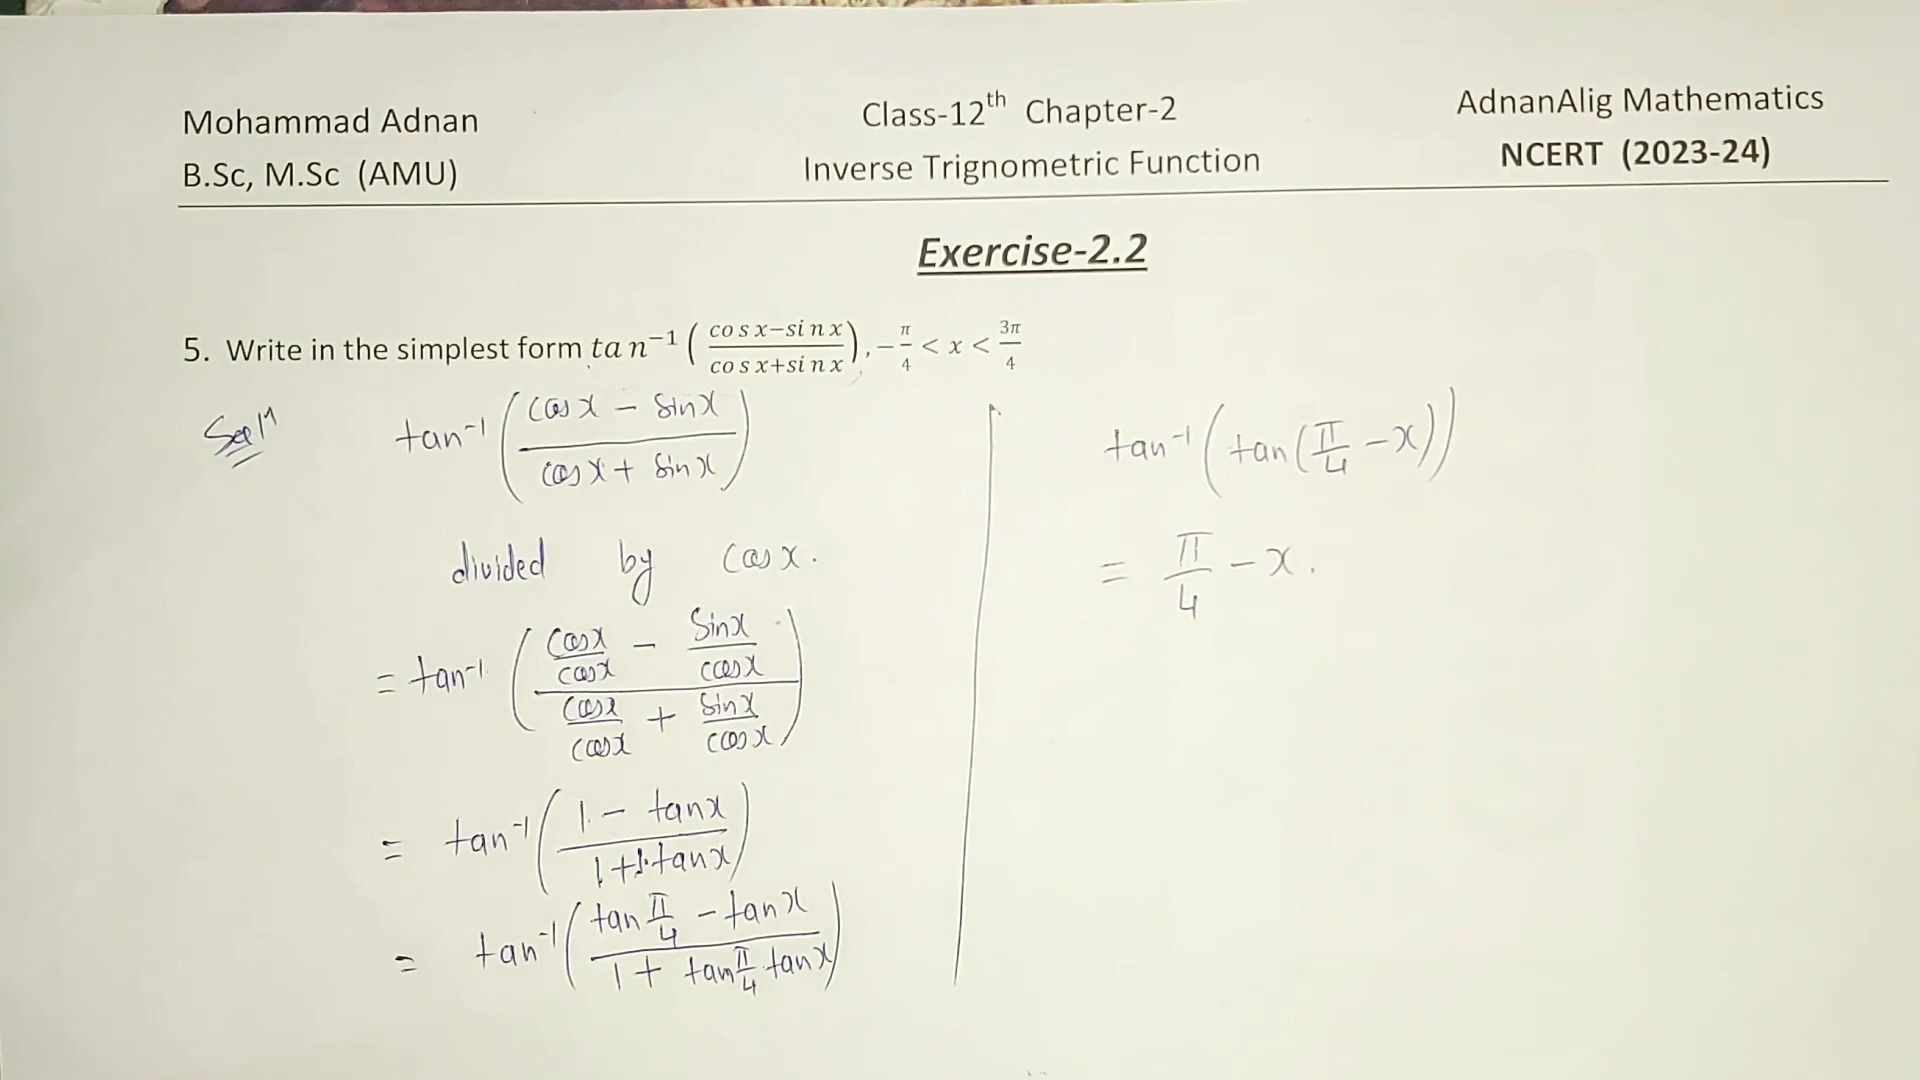 Mohammad Adnan
B.Sc, M.Sc (AMU)
Class-12th Chapter-2
Inverse Trignometric Function
AdnanAlig Mathematics
NCERT (2023-24)
Exercise-2.2
5. Write in the simplest form tan⁻¹ ((cos x−sin x)/(cos x+sin x)), −π/4 < x < 3π/4
Solⁿ tan⁻¹ ((cos x − Sin x)/(cos x + Sin x))
divided by Cos x.
= tan⁻¹ ((cos x/cos x − Sin x/cos x)/(cos x/cos x + Sin x/cos x))
= tan⁻¹ ((1 − tan x)/(1 + 1·tan x))
= tan⁻¹ ((tan π/4 − tan x)/(1 + tan π/4 · tan x))
tan⁻¹ (tan (π/4 − x))
= π/4 − x.